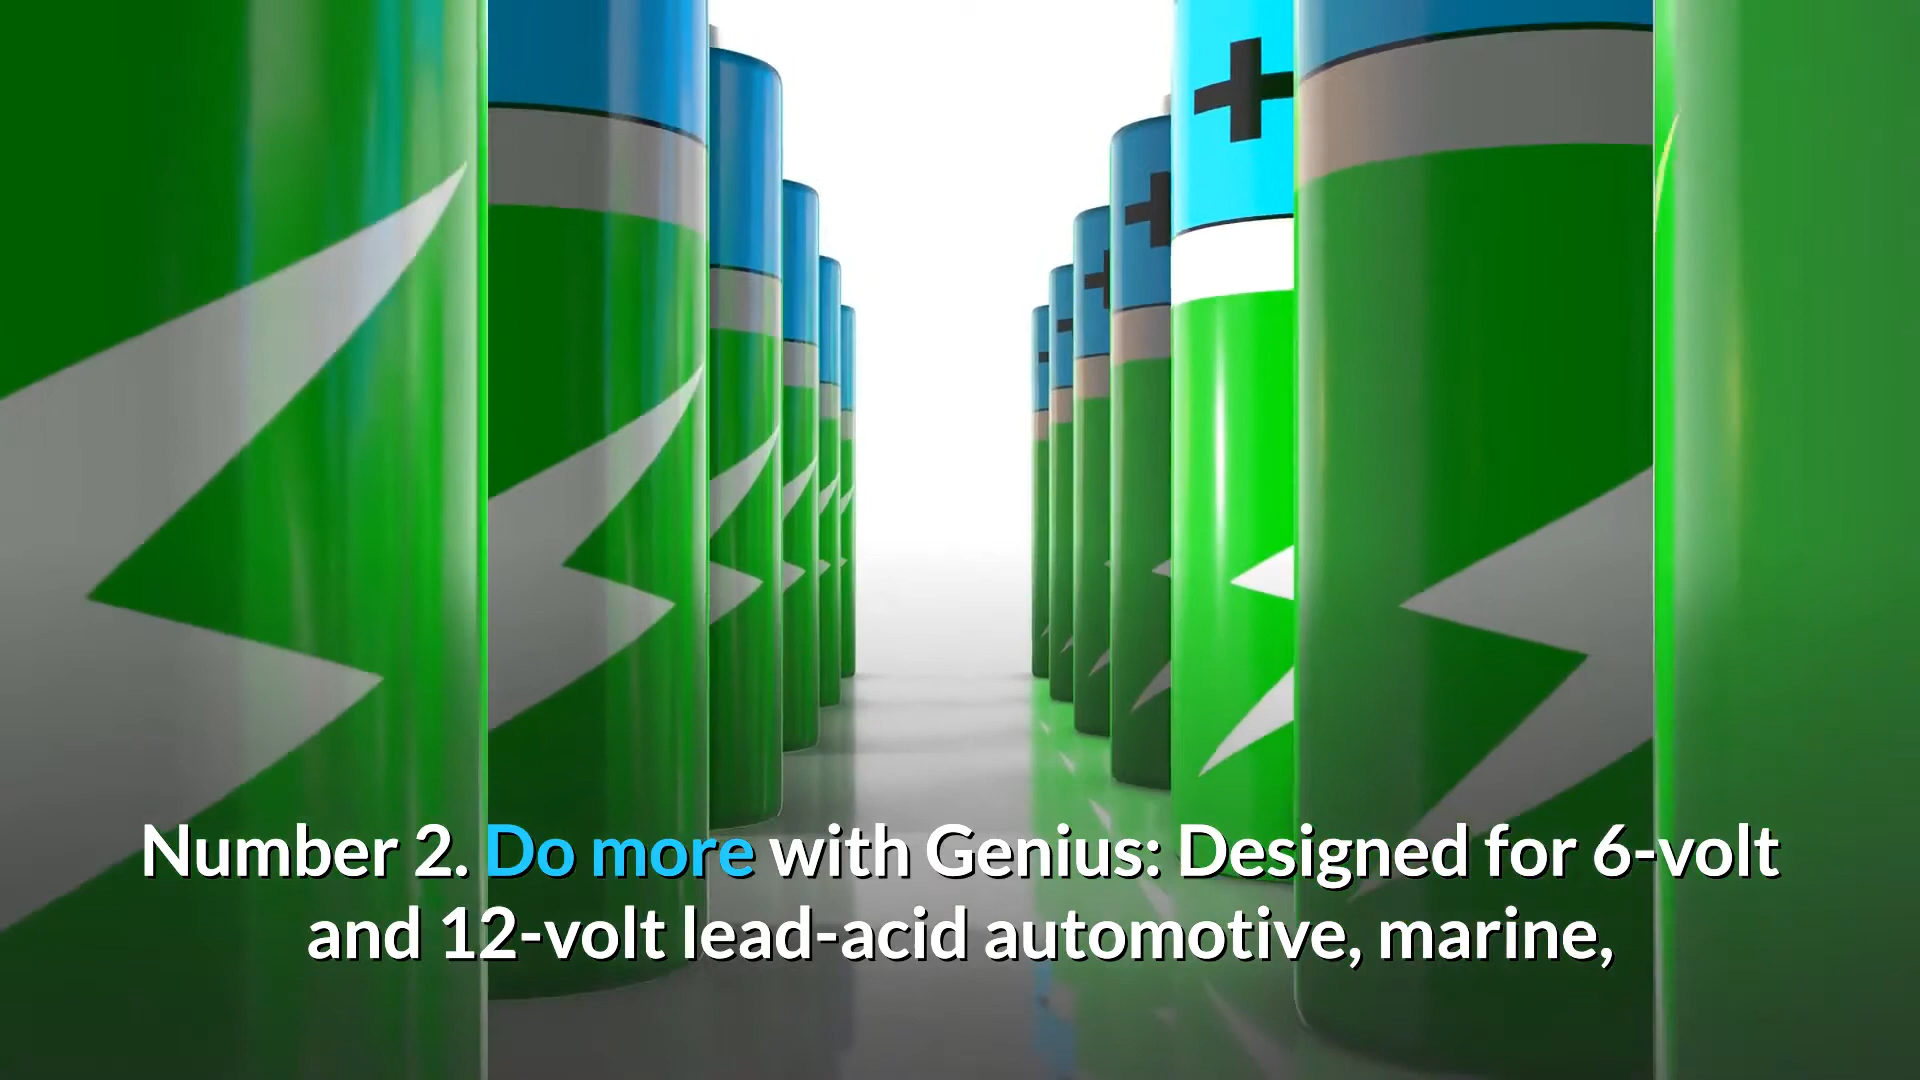 Number 2. Do more with Genius: Designed for 6-volt
and 12-volt lead-acid automotive, marine,